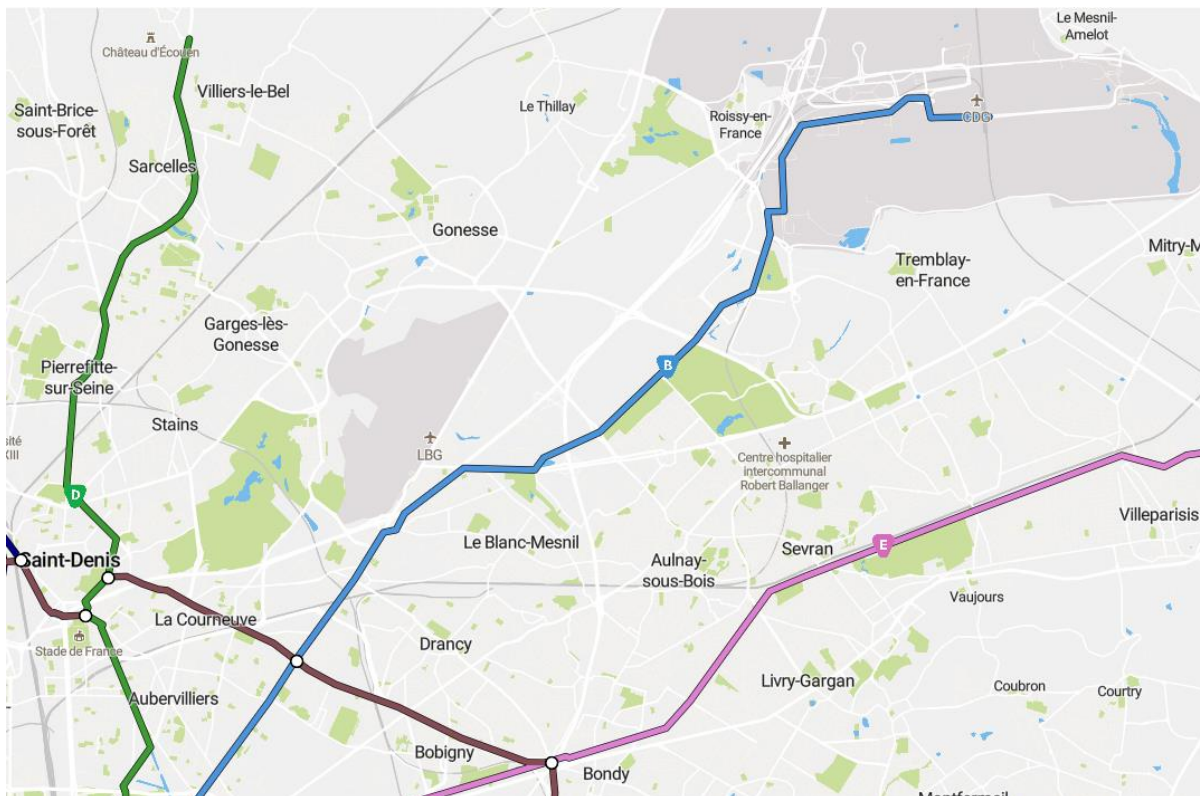 Le Mesnil-
Amelot
Château d'Écouen
Villiers-le-Bel
Le Thillay
Saint-Brice-
sous-Forêt
Roissy-en-
France
CDG
Sarcelles
Gonesse
Mitry-M
Tremblay-
en-France
Garges-lès-
Gonesse
Pierrefitte-
sur-Seine
B
Stains
sité
XIII
LBG
Centre hospitalier
intercommunal
Robert Ballanger
D
Villeparisis
Le Blanc-Mesnil
Sevran
E
Saint-Denis
Aulnay-
sous-Bois
Vaujours
La Courneuve
Stade de France
Drancy
Livry-Gargan
Coubron
Courtry
Aubervilliers
Bobigny
Bondy
Montfermeil